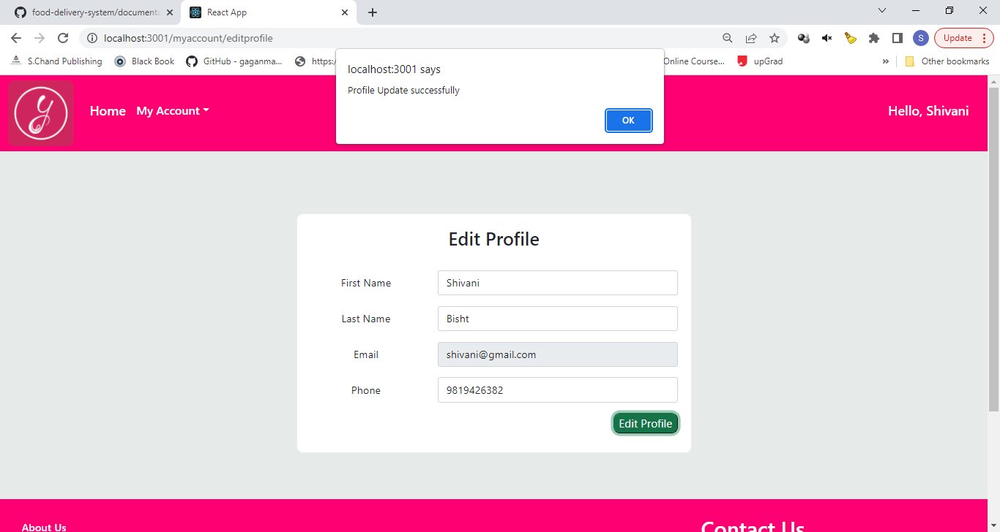 food-delivery-system/documenta
React App
localhost:3001/myaccount/editprofile
S
Update
S.Chand Publishing
Black Book
GitHub - gaganma...
https:/
Online Course...
upGrad
»
Other bookmarks
localhost:3001 says
Profile Update successfully
OK
Home
My Account
Hello, Shivani
Edit Profile
First Name
Shivani
Last Name
Bisht
Email
shivani@gmail.com
Phone
9819426382
Edit Profile
About Us
Contact Us